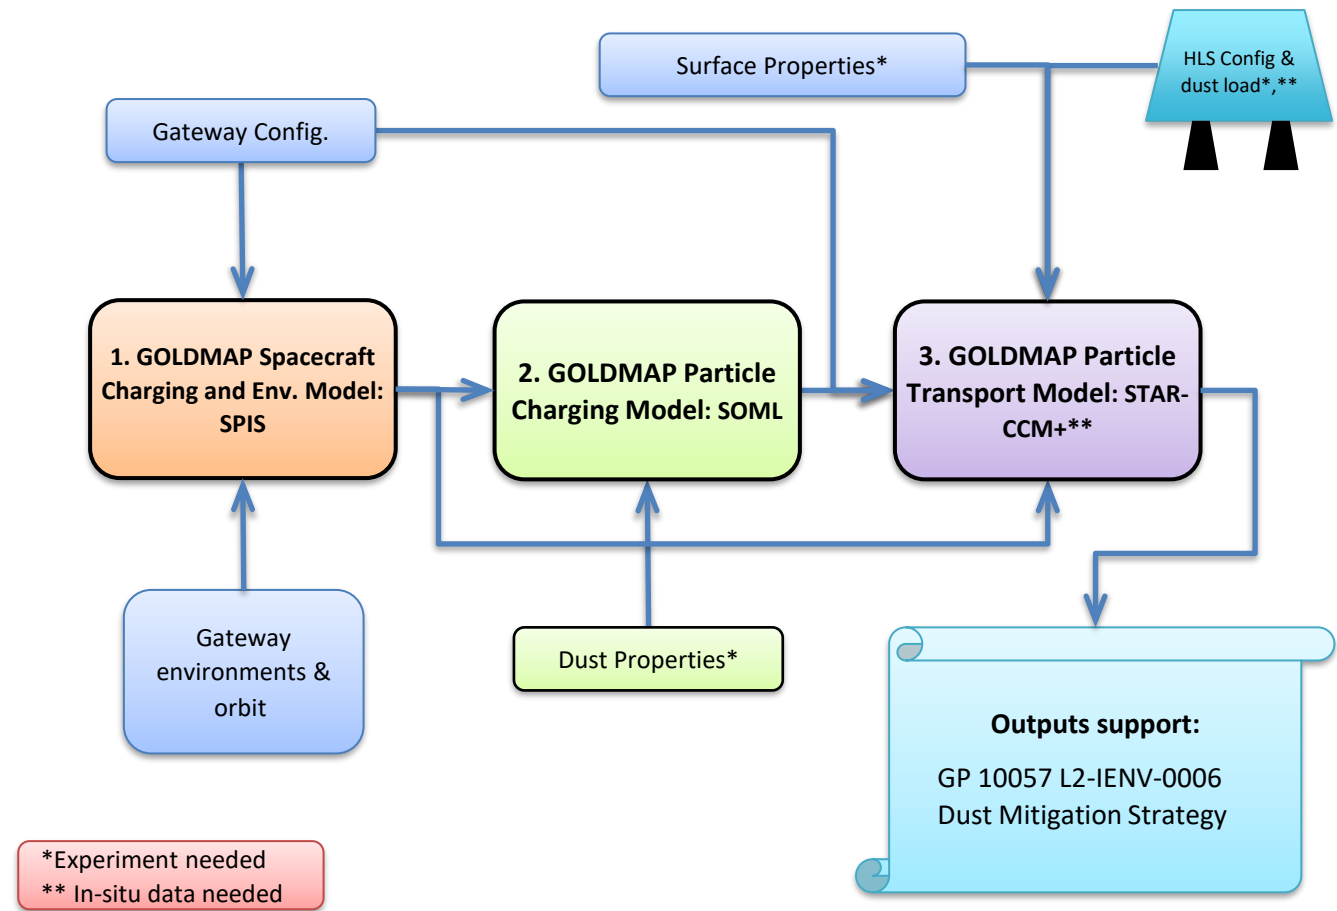 Surface Properties*
HLS Config &
dust load*,**
Gateway Config.
1. GOLDMAP Spacecraft
Charging and Env. Model:
SPIS
2. GOLDMAP Particle
Charging Model: SOML
3. GOLDMAP Particle
Transport Model: STAR-
CCM+**
Gateway
environments &
orbit
Dust Properties*
Outputs support:
GP 10057 L2-IENV-0006
Dust Mitigation Strategy
*Experiment needed
** In-situ data needed